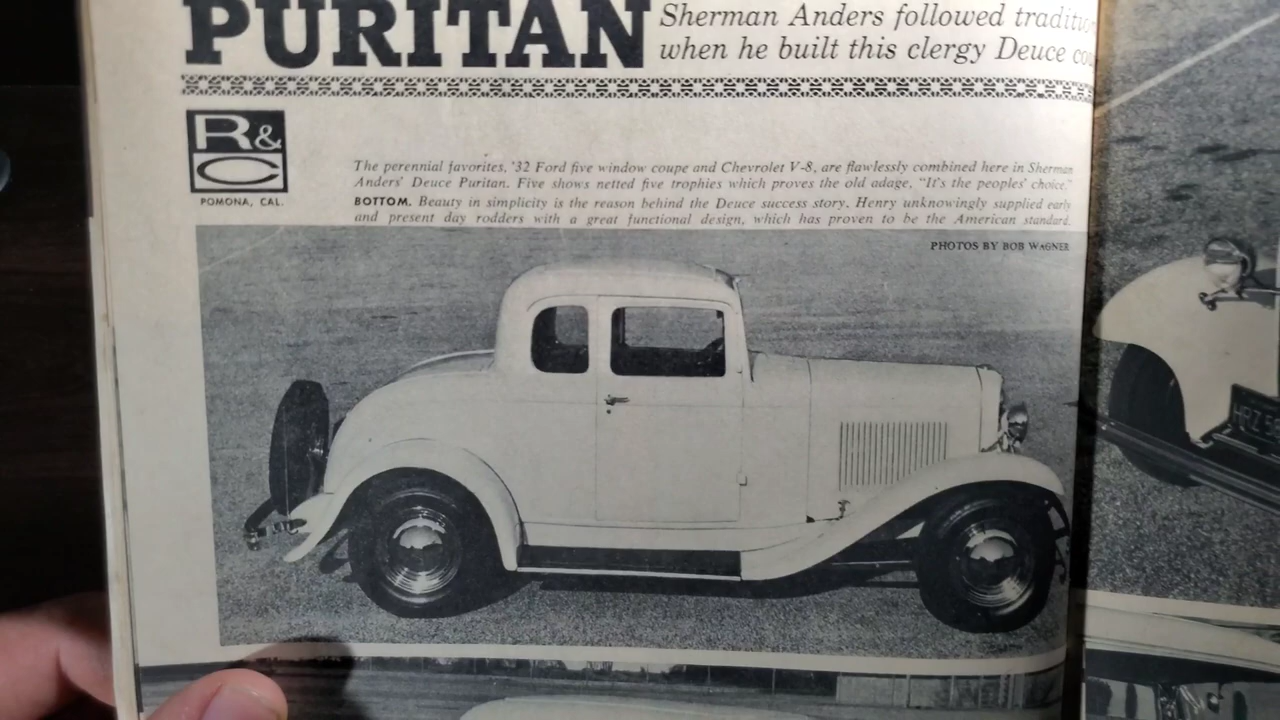 PURITAN
Sherman Anders followed
when he built this clergy Deuce
R&C
POMONA, CAL.
The perennial favorites, '32 Ford five window coupe and Chevrolet V-8, are flawlessly combined here in Sherman
Anders' Deuce Puritan. Five shows netted five trophies which proves the old adage, "It's the peoples' choice."
BOTTOM. Beauty in simplicity is the reason behind the Deuce success story. Henry unknowingly supplied early
and present day rodders with a great functional design, which has proven to be the American standard.
PHOTOS BY BOB WAGNER